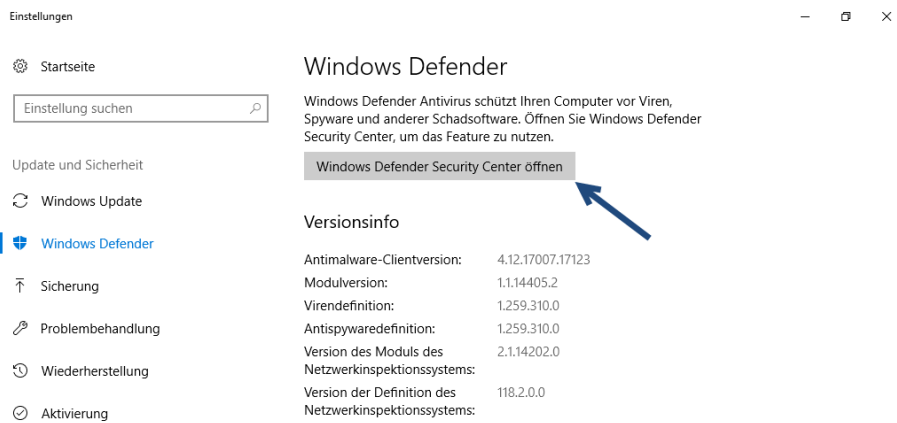 Einstellungen
Startseite
Einstellung suchen
Update und Sicherheit
Windows Update
Windows Defender
Sicherung
Problembehandlung
Wiederherstellung
Aktivierung
Windows Defender
Windows Defender Antivirus schützt Ihren Computer vor Viren,
Spyware und anderer Schadsoftware. Öffnen Sie Windows Defender
Security Center, um das Feature zu nutzen.
Windows Defender Security Center öffnen
Versionsinfo
Antimalware-Clientversion: 4.12.17007.17123
Modulversion: 1.1.14405.2
Virendefinition: 1.259.310.0
Antispywaredefinition: 1.259.310.0
Version des Moduls des 2.1.14202.0
Netzwerkinspektionssystems:
Version der Definition des 118.2.0.0
Netzwerkinspektionssystems: